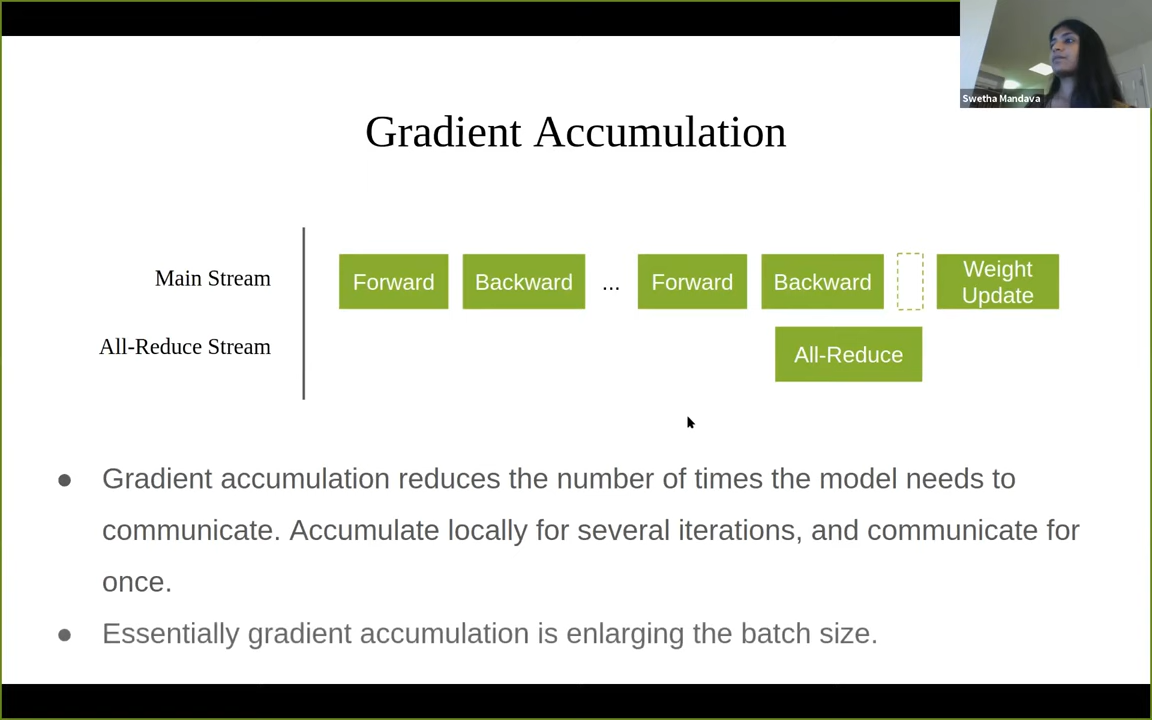 Swetha Mandava
Gradient Accumulation
Main Stream
Forward
Backward
...
Forward
Backward
Weight
Update
All-Reduce Stream
All-Reduce
● Gradient accumulation reduces the number of times the model needs to
communicate. Accumulate locally for several iterations, and communicate for
once.
● Essentially gradient accumulation is enlarging the batch size.